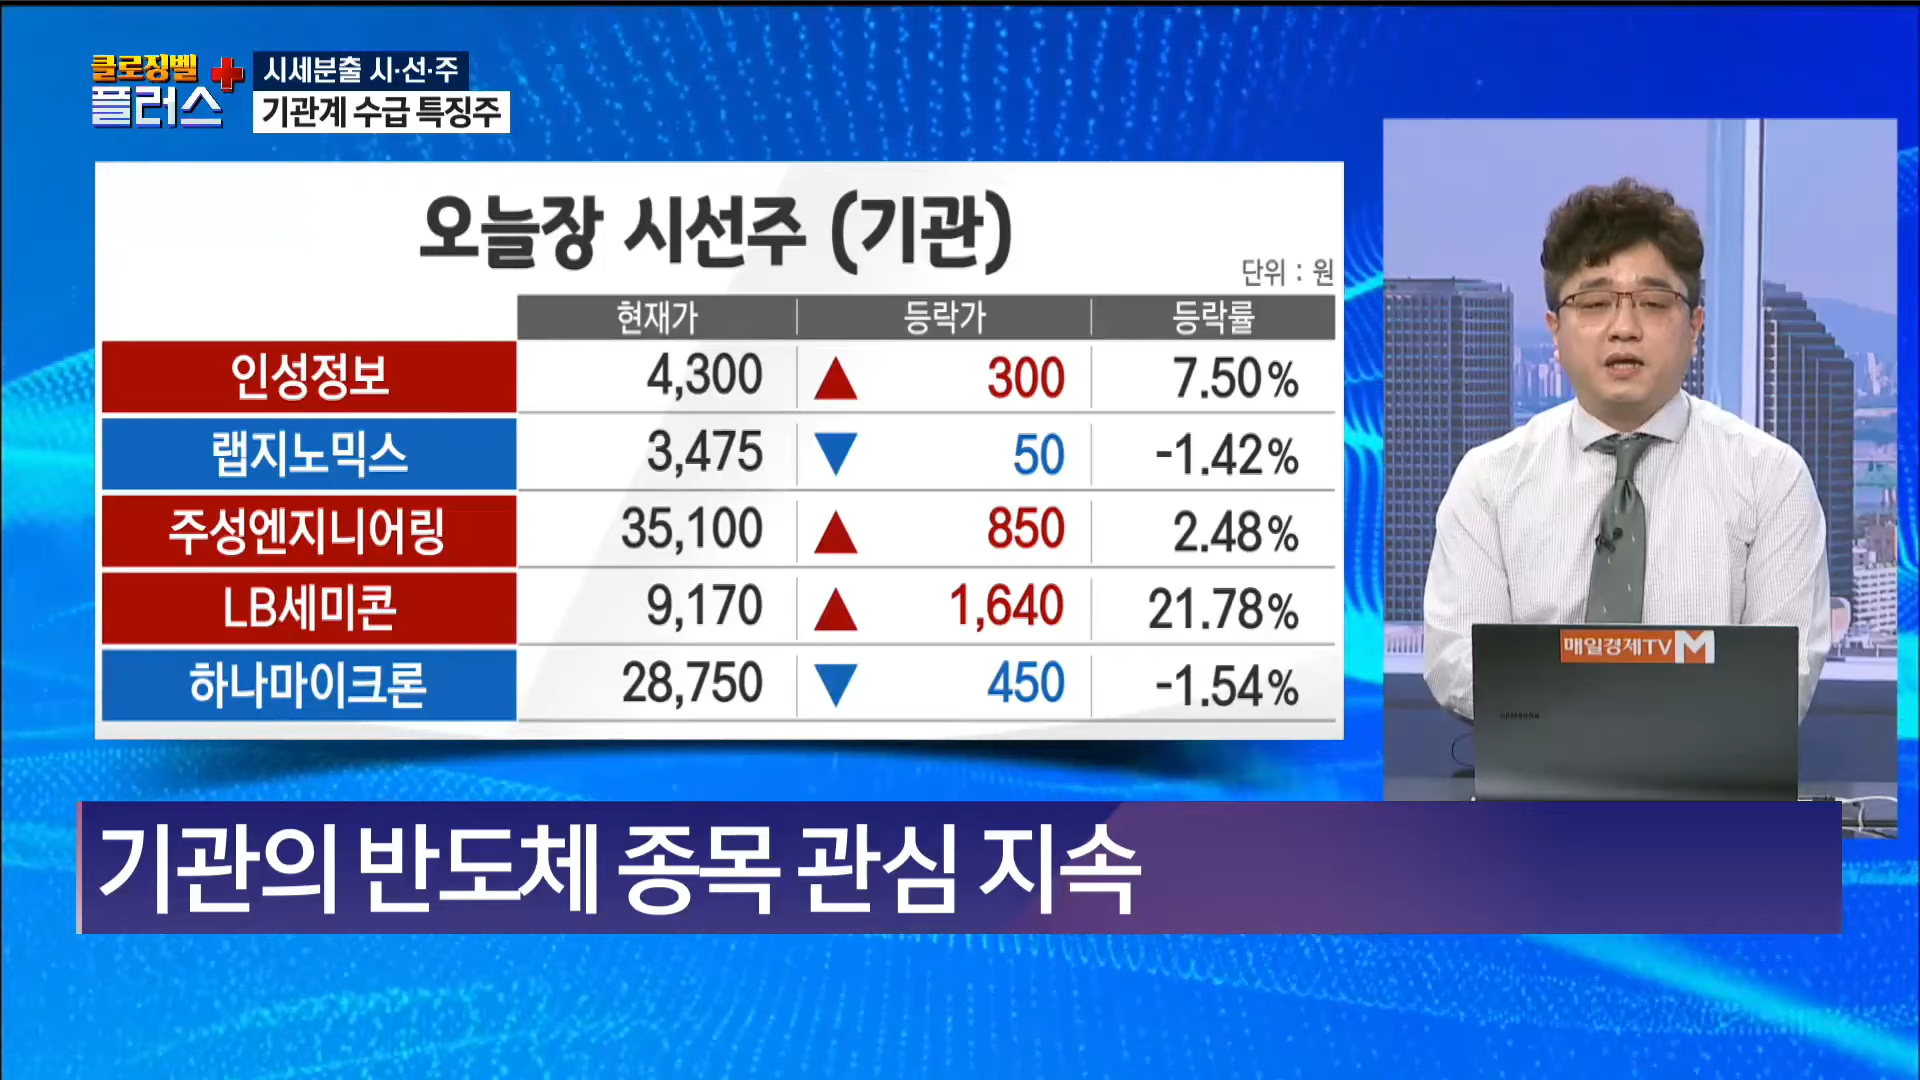 클로징벨 시세분출 시·선·주
플러스 기관계 수급 특징주
오늘장 시선주 (기관)
단위 : 원
현재가 등락가 등락률
인성정보 4,300 ▲ 300 7.50%
랩지노믹스 3,475 ▼ 50 -1.42%
주성엔지니어링 35,100 ▲ 850 2.48%
LB세미콘 9,170 ▲ 1,640 21.78%
하나마이크론 28,750 ▼ 450 -1.54%
매일경제TV M
SAMSUNG
기관의 반도체 종목 관심 지속